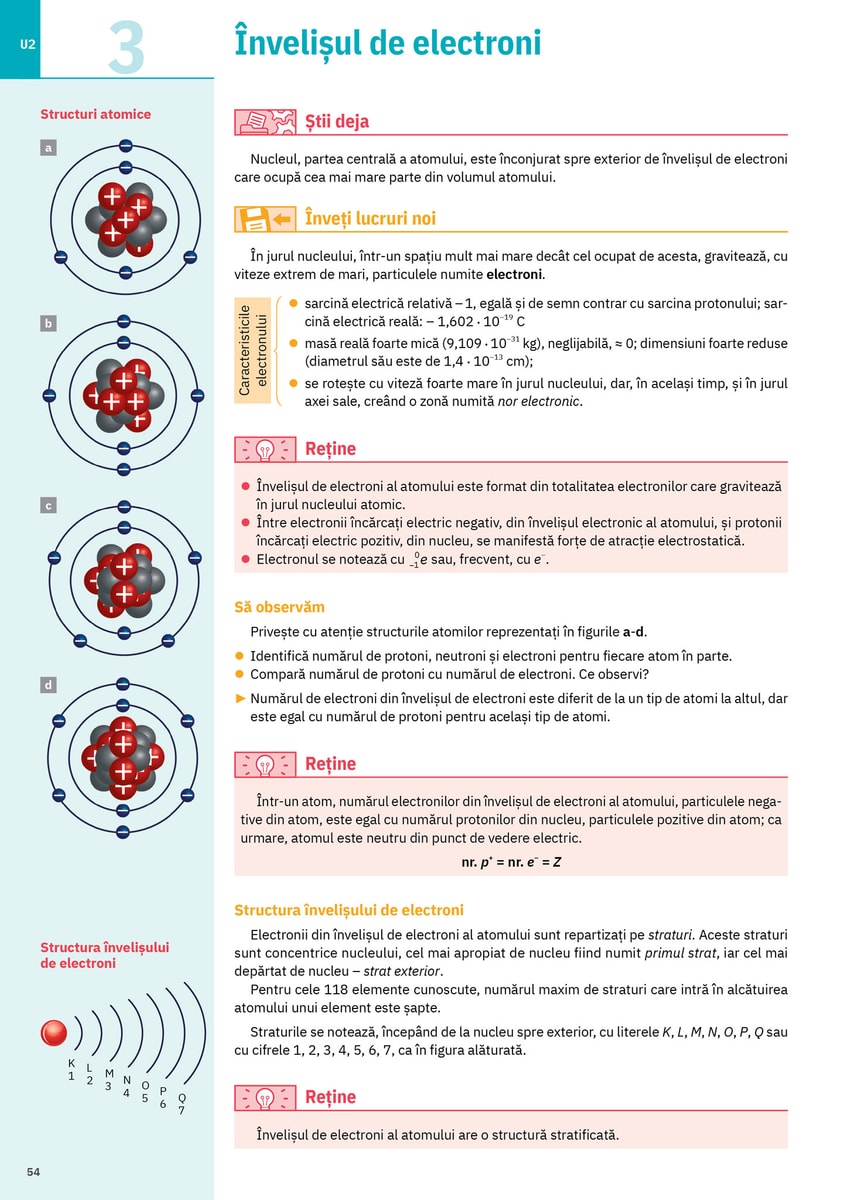 U2
3
Învelișul de electroni
Structuri atomice
a
b
c
d
Știi deja
Nucleul, partea centrală a atomului, este înconjurat spre exterior de învelișul de electroni
care ocupă cea mai mare parte din volumul atomului.
Înveți lucruri noi
În jurul nucleului, într-un spațiu mult mai mare decât cel ocupat de acesta, gravitează, cu
viteze extrem de mari, particulele numite electroni.
Caracteristicile
electronului
● sarcină electrică relativă – 1, egală și de semn contrar cu sarcina protonului; sar-
cină electrică reală: – 1,602 · 10⁻¹⁹ C
● masă reală foarte mică (9,109 · 10⁻³¹ kg), neglijabilă, ≈ 0; dimensiuni foarte reduse
(diametrul său este de 1,4 · 10⁻¹³ cm);
● se rotește cu viteză foarte mare în jurul nucleului, dar, în același timp, și în jurul
axei sale, creând o zonă numită nor electronic.
Reține
● Învelișul de electroni al atomului este format din totalitatea electronilor care gravitează
în jurul nucleului atomic.
● Între electronii încărcați electric negativ, din învelișul electronic al atomului, și protonii
încărcați electric pozitiv, din nucleu, se manifestă forțe de atracție electrostatică.
● Electronul se notează cu ⁰₋₁e sau, frecvent, cu e⁻.
Să observăm
Privește cu atenție structurile atomilor reprezentați în figurile a-d.
● Identifică numărul de protoni, neutroni și electroni pentru fiecare atom în parte.
● Compară numărul de protoni cu numărul de electroni. Ce observi?
► Numărul de electroni din învelișul de electroni este diferit de la un tip de atomi la altul, dar
este egal cu numărul de protoni pentru același tip de atomi.
Reține
Într-un atom, numărul electronilor din învelișul de electroni al atomului, particulele nega-
tive din atom, este egal cu numărul protonilor din nucleu, particulele pozitive din atom; ca
urmare, atomul este neutru din punct de vedere electric.
nr. p⁺ = nr. e⁻ = Z
Structura învelișului de electroni
Electronii din învelișul de electroni al atomului sunt repartizați pe straturi. Aceste straturi
sunt concentrice nucleului, cel mai apropiat de nucleu fiind numit primul strat, iar cel mai
depărtat de nucleu – strat exterior.
Pentru cele 118 elemente cunoscute, numărul maxim de straturi care intră în alcătuirea
atomului unui element este șapte.
Straturile se notează, începând de la nucleu spre exterior, cu literele K, L, M, N, O, P, Q sau
cu cifrele 1, 2, 3, 4, 5, 6, 7, ca în figura alăturată.
Structura învelișului
de electroni
K L M N O P Q
1 2 3 4 5 6 7
Reține
Învelișul de electroni al atomului are o structură stratificată.
54